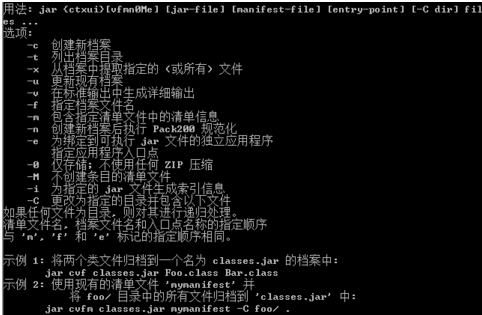 用法: jar {ctxui}[vfmn0Me] [jar-file] [manifest-file] [entry-point] [-C dir] fil
es ...
选项:
-c 创建新档案
-t 列出档案目录
-x 从档案中提取指定的 (或所有) 文件
-u 更新现有档案
-v 在标准输出中生成详细输出
-f 指定档案文件名
-m 包含指定清单文件中的清单信息
-n 创建新档案后执行 Pack200 规范化
-e 为绑定到可执行 jar 文件的独立应用程序
指定应用程序入口点
-0 仅存储; 不使用任何 ZIP 压缩
-M 不创建条目的清单文件
-i 为指定的 jar 文件生成索引信息
-C 更改为指定的目录并包含以下文件
如果任何文件为目录, 则对其进行递归处理。
清单文件名, 档案文件名和入口点名称的指定顺序
与 'm', 'f' 和 'e' 标记的指定顺序相同。
示例 1: 将两个类文件归档到一个名为 classes.jar 的档案中:
jar cvf classes.jar Foo.class Bar.class
示例 2: 使用现有的清单文件 'mymanifest' 并
将 foo/ 目录中的所有文件归档到 'classes.jar' 中:
jar cvfm classes.jar mymanifest -C foo/ .